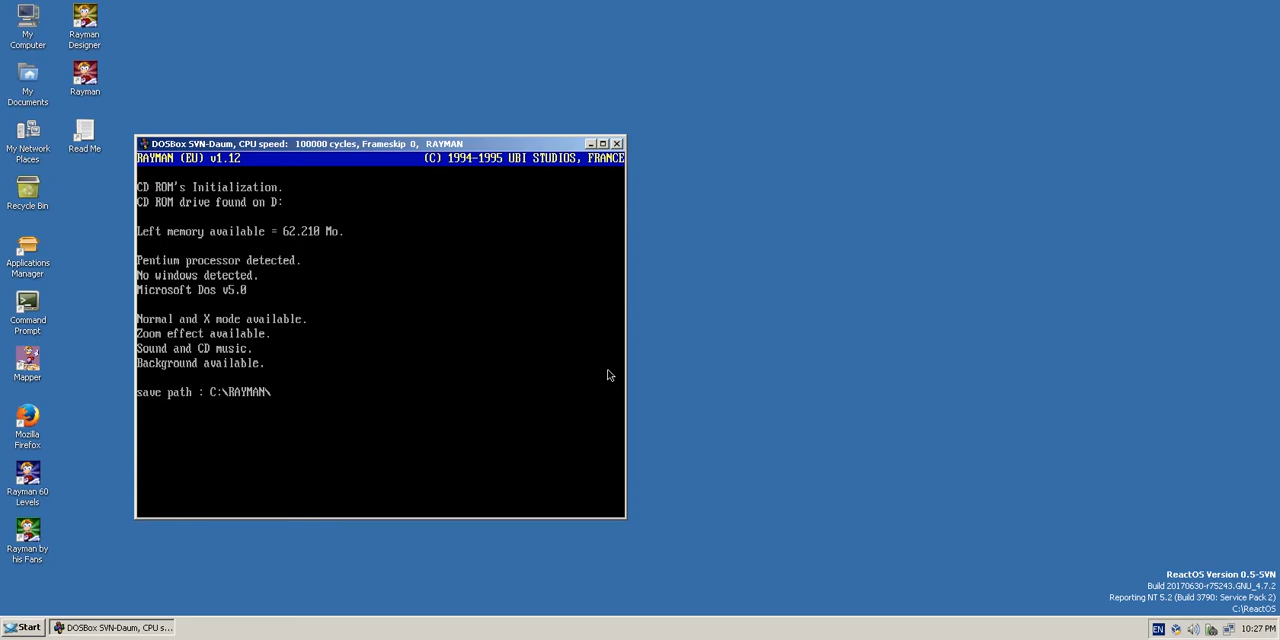 My Computer
Rayman Designer
My Documents
Rayman
My Network Places
Read Me
Recycle Bin
Applications Manager
Command Prompt
Mapper
Mozilla Firefox
Rayman 60 Levels
Rayman by his Fans
DOSBox SVN-Daum, CPU speed: 100000 cycles, Frameskip 0, RAYMAN
RAYMAN (EU) v1.12 (C) 1994-1995 UBI STUDIOS, FRANCE
CD ROM's Initialization.
CD ROM drive found on D:
Left memory available = 62.210 Mo.
Pentium processor detected.
No windows detected.
Microsoft Dos v5.0
Normal and X mode available.
Zoom effect available.
Sound and CD music.
Background available.
save path : C:\RAYMAN\
ReactOS Version 0.5-SVN
Build 20170630-r75243.GNU_4.7.2
Reporting NT 5.2 (Build 3790: Service Pack 2)
C:\ReactOS
Start
DOSBox SVN-Daum, CPU s...
EN
10:27 PM